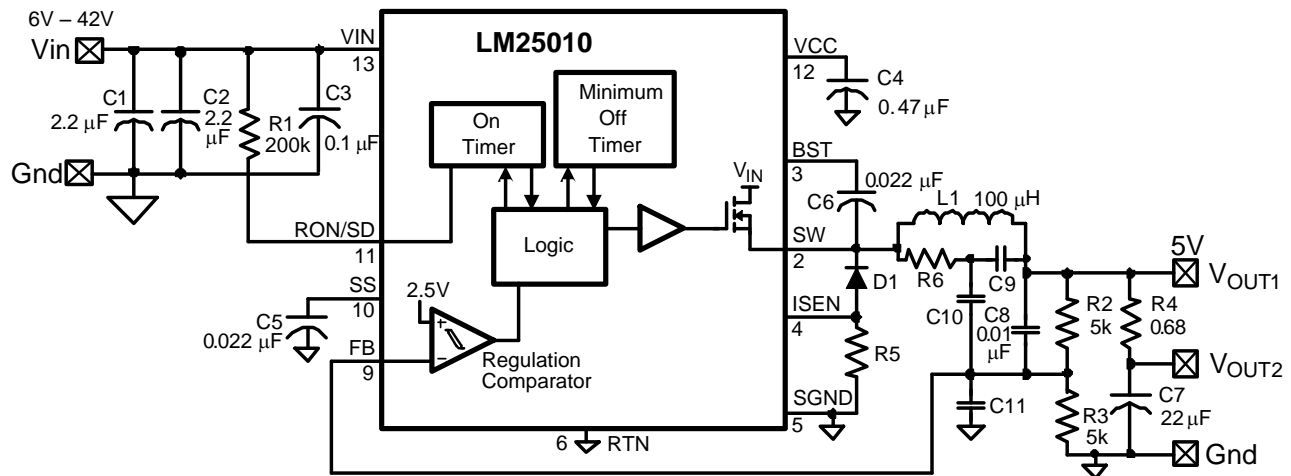 6V – 42V
Vin
VIN
13
LM25010
VCC
12
C4
0.47 µF
C1
2.2 µF
C2
2.2
µF
R1
200k
C3
0.1 µF
On
Timer
Minimum
Off
Timer
BST
3
C6
0.022 µF
Gnd
VIN
L1
100 µH
RON/SD
11
Logic
SW
2
R6
C9
5V
VOUT1
D1
SS
10
2.5V
ISEN
4
C10
C8
0.01
µF
R2
5k
R4
0.68
C5
0.022 µF
+
−
Regulation
Comparator
R5
FB
9
VOUT2
SGND
5
C11
R3
5k
C7
22 µF
6
RTN
Gnd